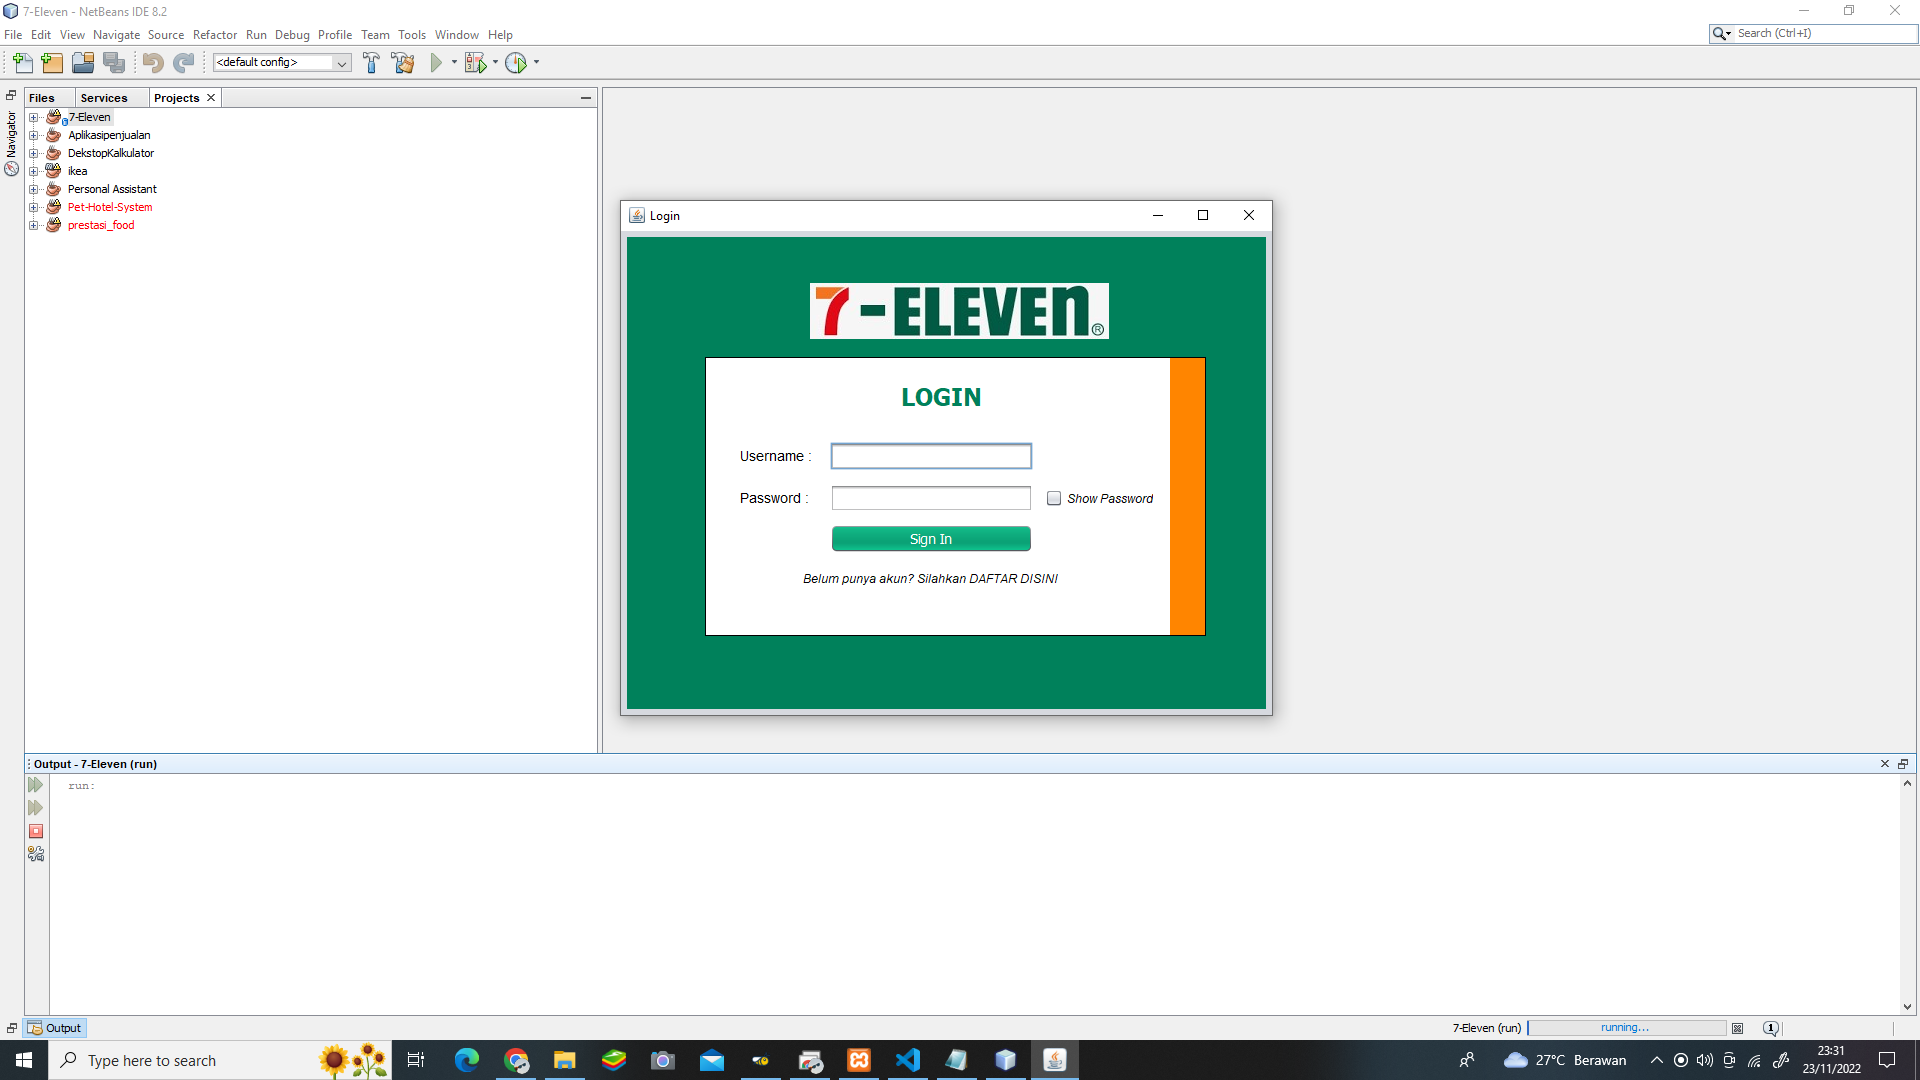 7-Eleven - NetBeans IDE 8.2
File Edit View Navigate Source Refactor Run Debug Profile Team Tools Window Help
Search (Ctrl+I)
<default config>
Files Services Projects
Navigator
7-Eleven
Aplikasipenjualan
DekstopKalkulator
ikea
Personal Assistant
Pet-Hotel-System
prestasi_food
Login
7-ELEVEn®
LOGIN
Username :
Password :
Show Password
Sign In
Belum punya akun? Silahkan DAFTAR DISINI
Output - 7-Eleven (run)
run:
Output
7-Eleven (run)
running...
1
Type here to search
27°C Berawan
23:31
23/11/2022